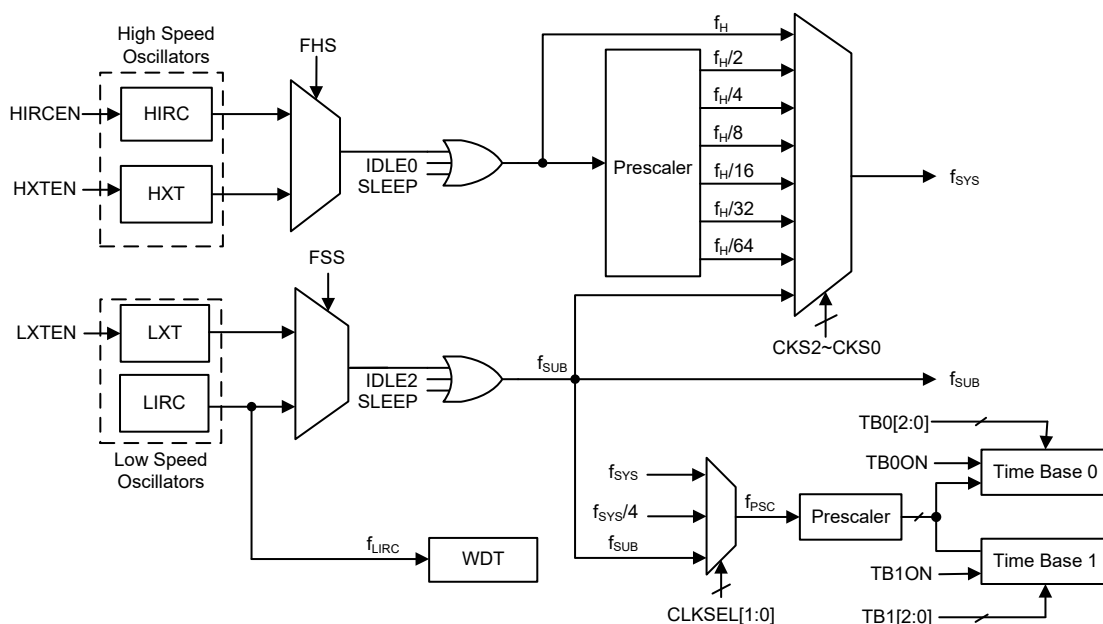 High Speed
Oscillators
FHS
HIRCEN
HIRC
HXTEN
HXT
IDLE0
SLEEP
Prescaler
fH
fH/2
fH/4
fH/8
fH/16
fH/32
fH/64
fSYS
CKS2~CKS0
FSS
LXTEN
LXT
LIRC
Low Speed
Oscillators
IDLE2
SLEEP
fSUB
fSUB
fLIRC
WDT
fSYS
fSYS/4
fSUB
CLKSEL[1:0]
fPSC
Prescaler
TB0[2:0]
TB0ON
Time Base 0
Time Base 1
TB1ON
TB1[2:0]